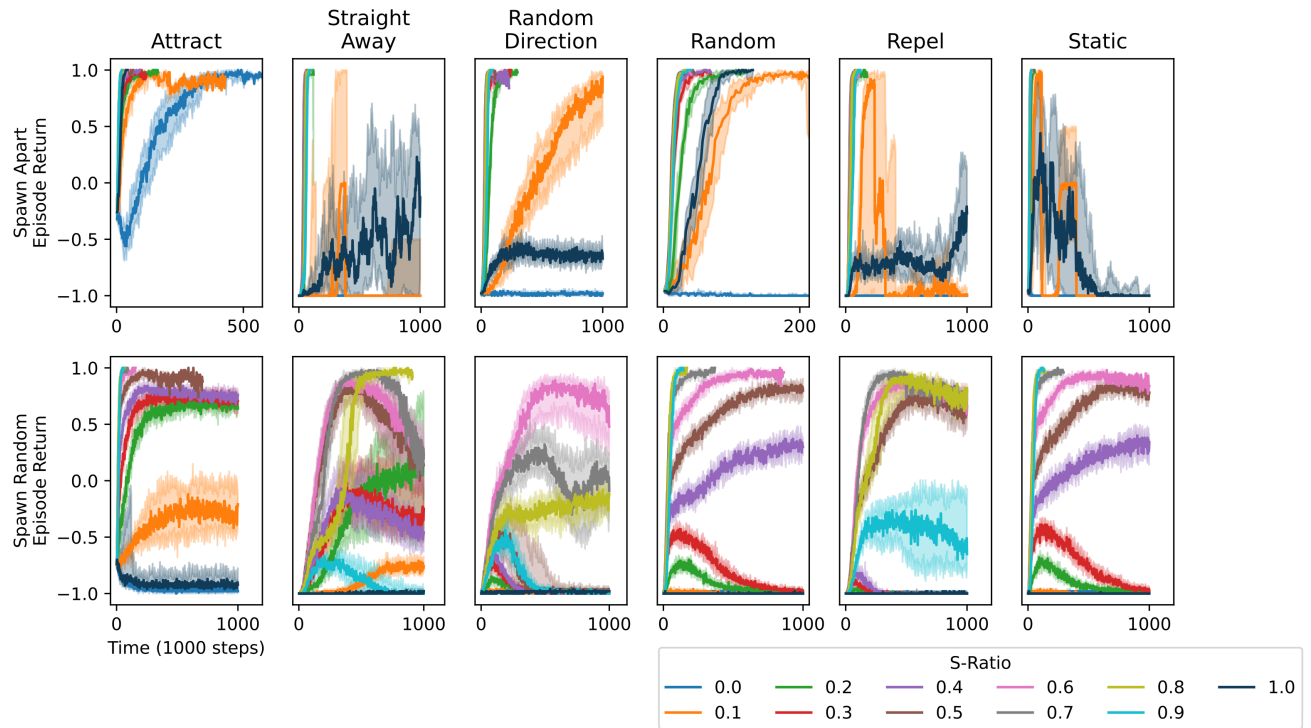 Attract
Straight
Away
Random
Direction
Random
Repel
Static
Spawn Apart
Episode Return
1.0
0.5
0.0
−0.5
−1.0
0 500
0 1000
0 1000
0 200
0 1000
0 1000
Spawn Random
Episode Return
1.0
0.5
0.0
−0.5
−1.0
0 1000
0 1000
0 1000
0 1000
0 1000
0 1000
Time (1000 steps)
S-Ratio
0.0 0.2 0.4 0.6 0.8 1.0
0.1 0.3 0.5 0.7 0.9